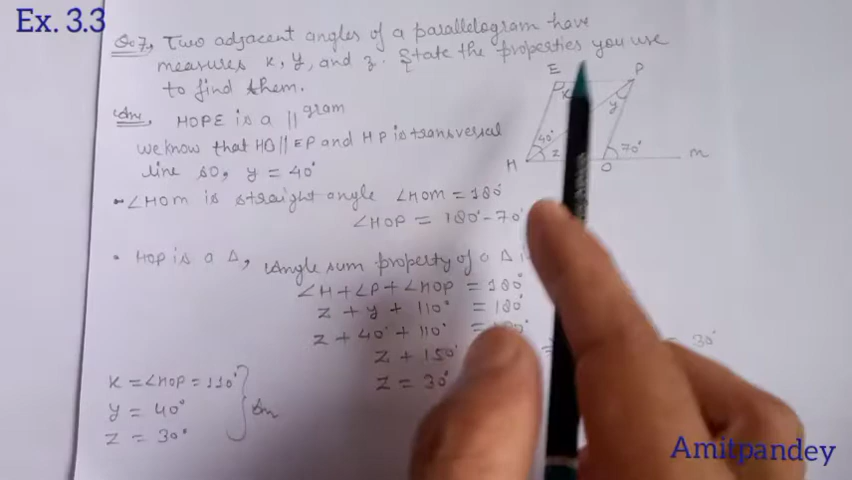 Ex. 3.3
Q.7, Two adjacent angles of a parallelogram have
measures x, y, and z. State the properties you use
to find them.
Ans, HOPE is a ||gram
we know that HO||EP and HP is transversal
line so, y = 40°
• ∠HOM is straight angle ∠HOM = 180°
∠HOP = 180°-70°
• HOP is a Δ, Angle sum property of a Δ i
∠H+∠P+∠HOP = 180°
z + y + 110° = 180°
z + 40° + 110° = 180°
z + 150°
z = 30°
30°
x = ∠HOP = 110°
y = 40°
z = 30°
Ans
E
P
x
y
40°
z
70°
H
O
m
Amitpandey